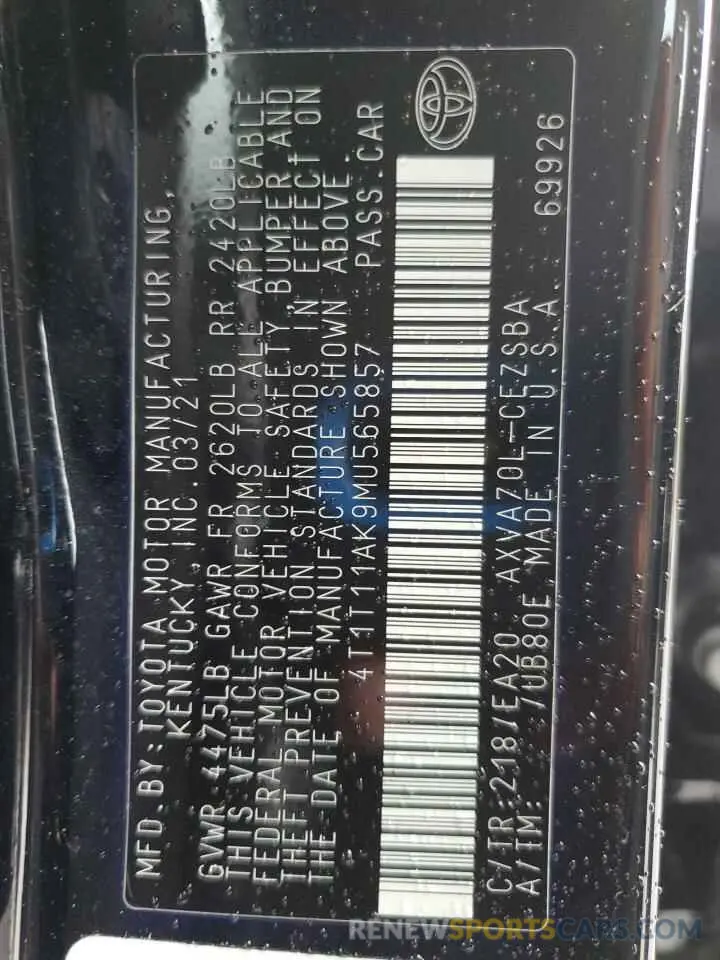 MFD.BY:TOYOTA MOTOR MANUFACTURING,
KENTUCKY, INC.03/21
GVWR 4475LB GAWR FR 2620LB RR 2420LB
THIS VEHICLE CONFORMS TO ALL APPLICABLE
FEDERAL MOTOR VEHICLE SAFETY, BUMPER AND
THEFT PREVENTION STANDARDS IN EFFECT ON
THE DATE OF MANUFACTURE SHOWN ABOVE.
4T1T11AK9MU565857 PASS.CAR
C/TR:218/EA20 AXVA70L-CEZSBA
A/TM: /UB80E MADE IN U.S.A 69926
RENEWSPORTSCARS.COM